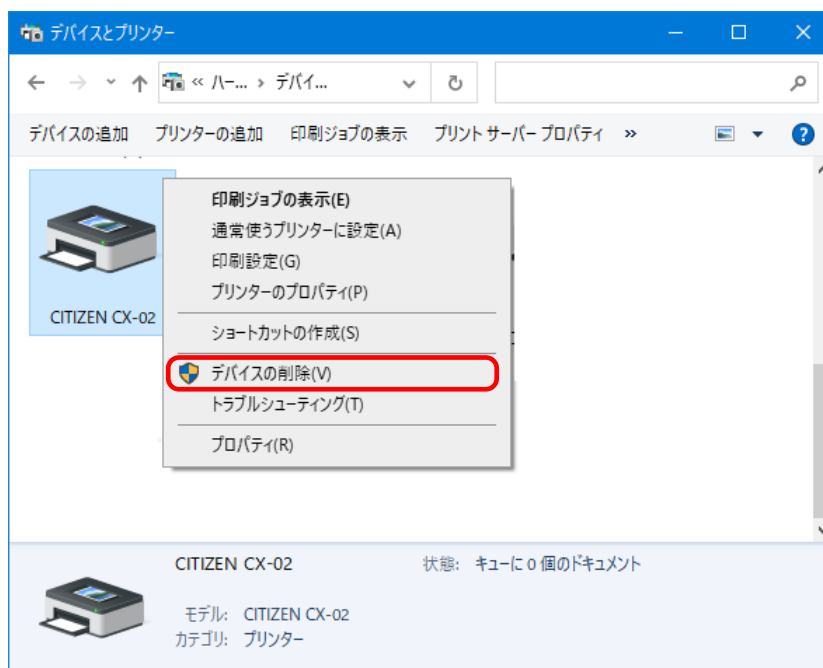 デバイスとプリンター
« ハー... › デバイ...
デバイスの追加 プリンターの追加 印刷ジョブの表示 プリント サーバー プロパティ »
印刷ジョブの表示(E)
通常使うプリンターに設定(A)
印刷設定(G)
プリンターのプロパティ(P)
CITIZEN CX-02
ショートカットの作成(S)
デバイスの削除(V)
トラブルシューティング(T)
プロパティ(R)
CITIZEN CX-02 状態: キューに 0 個のドキュメント
モデル: CITIZEN CX-02
カテゴリ: プリンター